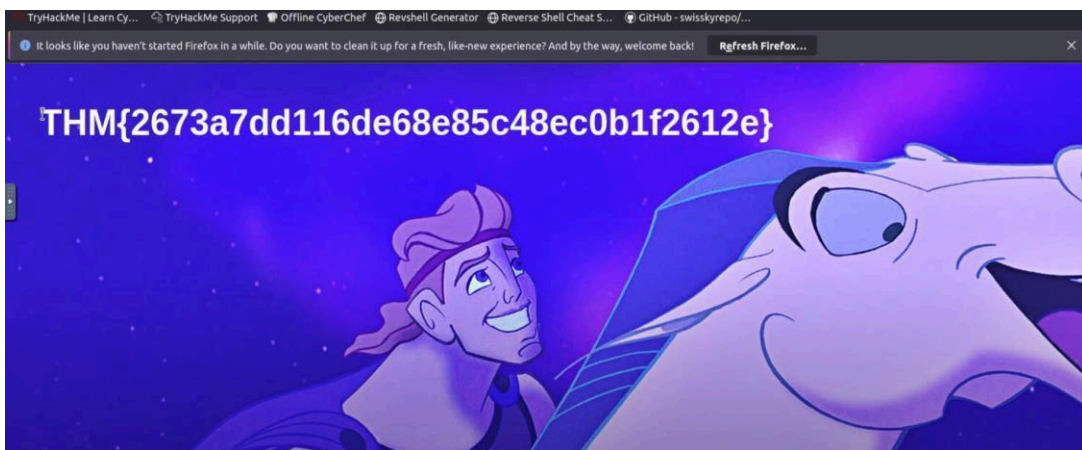 TryHackMe | Learn Cy... TryHackMe Support Offline CyberChef Revshell Generator Reverse Shell Cheat S... GitHub - swisskyrepo/...
It looks like you haven't started Firefox in a while. Do you want to clean it up for a fresh, like-new experience? And by the way, welcome back! Refresh Firefox...
THM{2673a7dd116de68e85c48ec0b1f2612e}